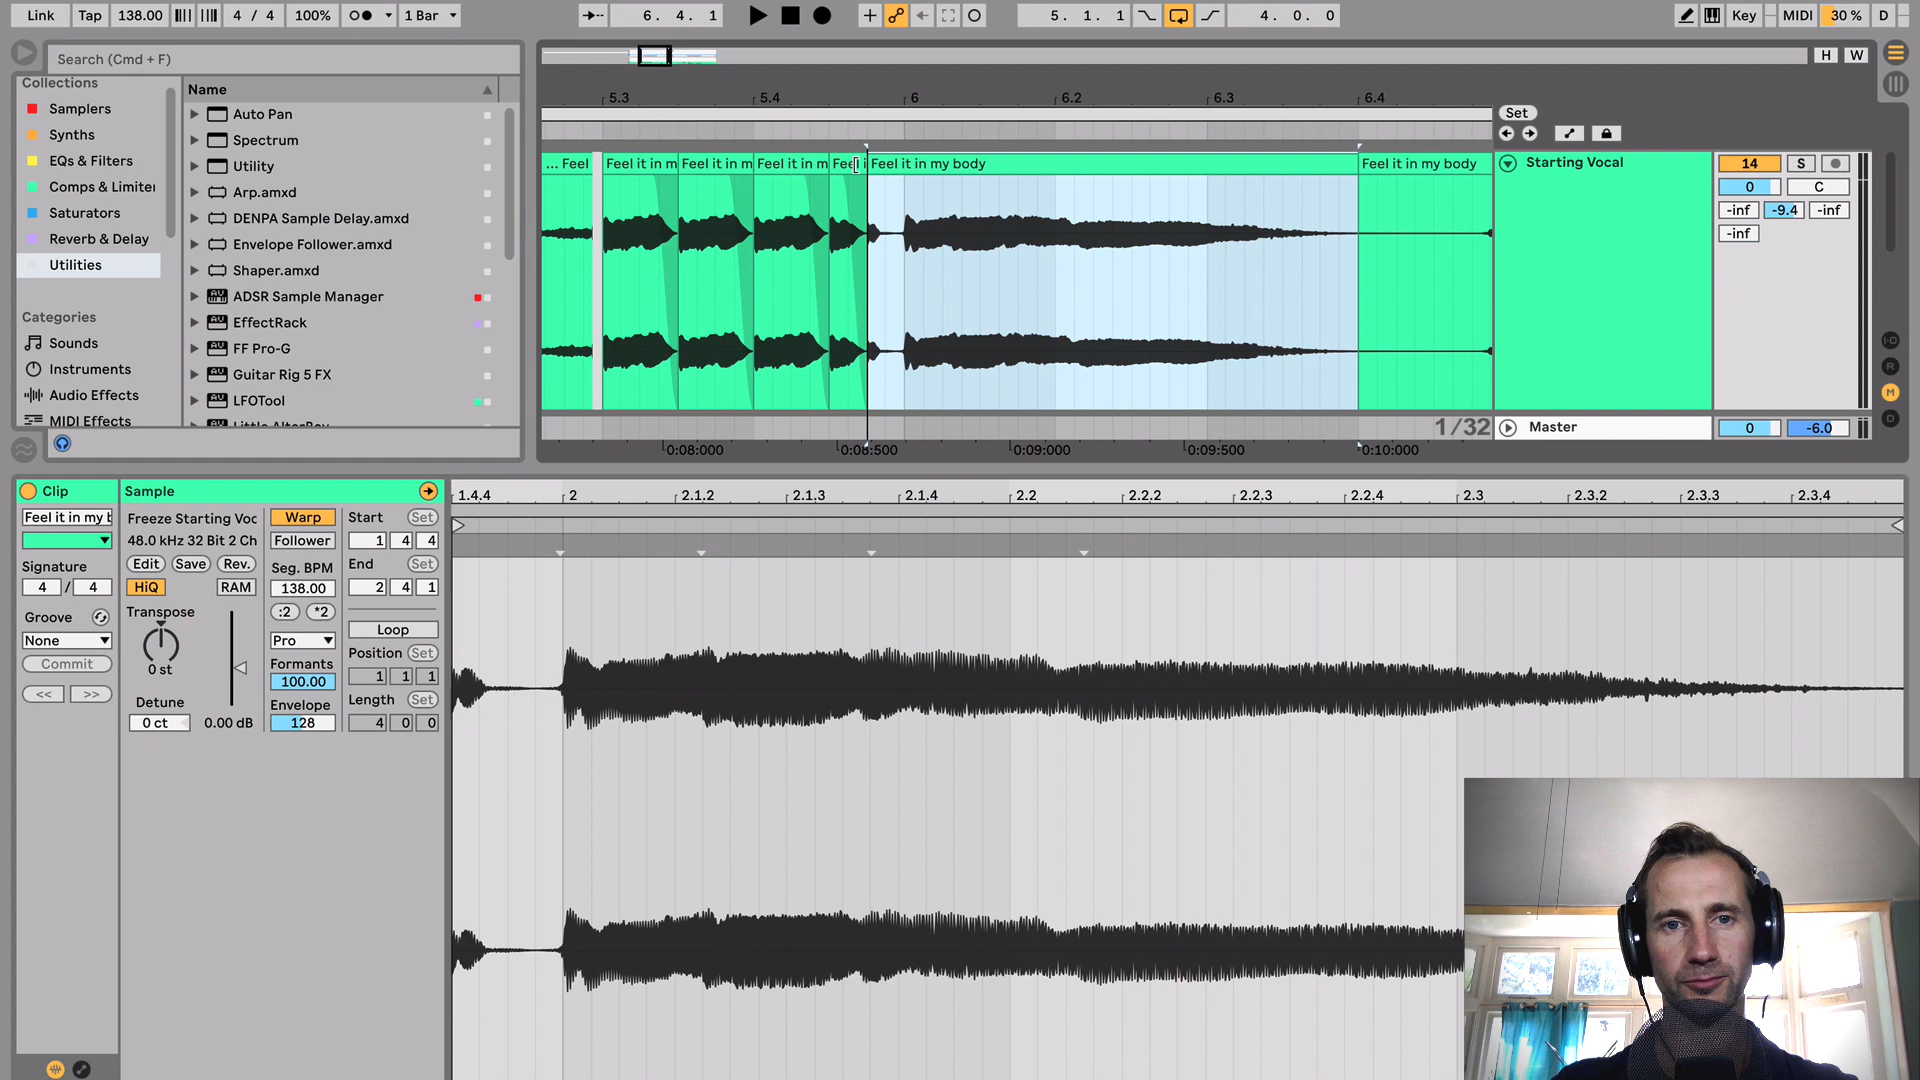 Link Tap 138.00 4 / 4 100% 1 Bar 6. 4. 1 5. 1. 1 4. 0. 0 Key MIDI 30 % D
Search (Cmd + F)
H W
Collections
Samplers
Synths
EQs & Filters
Comps & Limiter
Saturators
Reverb & Delay
Utilities
Categories
Sounds
Instruments
Audio Effects
MIDI Effects
Name
Auto Pan
Spectrum
Utility
Arp.amxd
DENPA Sample Delay.amxd
Envelope Follower.amxd
Shaper.amxd
ADSR Sample Manager
EffectRack
FF Pro-G
Guitar Rig 5 FX
LFOTool
Little AlterBoy
5.3 5.4 6 6.2 6.3 6.4
Set
... Feel Feel it in m Feel it in m Feel it in m Feel i Feel it in my body Feel it in my body
Starting Vocal
14 S
0 C
-inf -9.4 -inf
-inf
1/32
Master
0 -6.0
0:08:000 0:08:500 0:09:000 0:09:500 0:10:000
I·O
R
M
D
Clip
Feel it in my b
Signature
4 / 4
Groove
None
Commit
<< >>
Sample
Freeze Starting Voc
48.0 kHz 32 Bit 2 Ch
Edit Save Rev.
HiQ RAM
Transpose
0 st
Detune
0 ct 0.00 dB
Warp
Follower
Seg. BPM
138.00
:2 *2
Pro
Formants
100.00
Envelope
128
Start Set
1 4 4
End Set
2 4 1
Loop
Position Set
1 1 1
Length Set
4 0 0
1.4.4 2 2.1.2 2.1.3 2.1.4 2.2 2.2.2 2.2.3 2.2.4 2.3 2.3.2 2.3.3 2.3.4